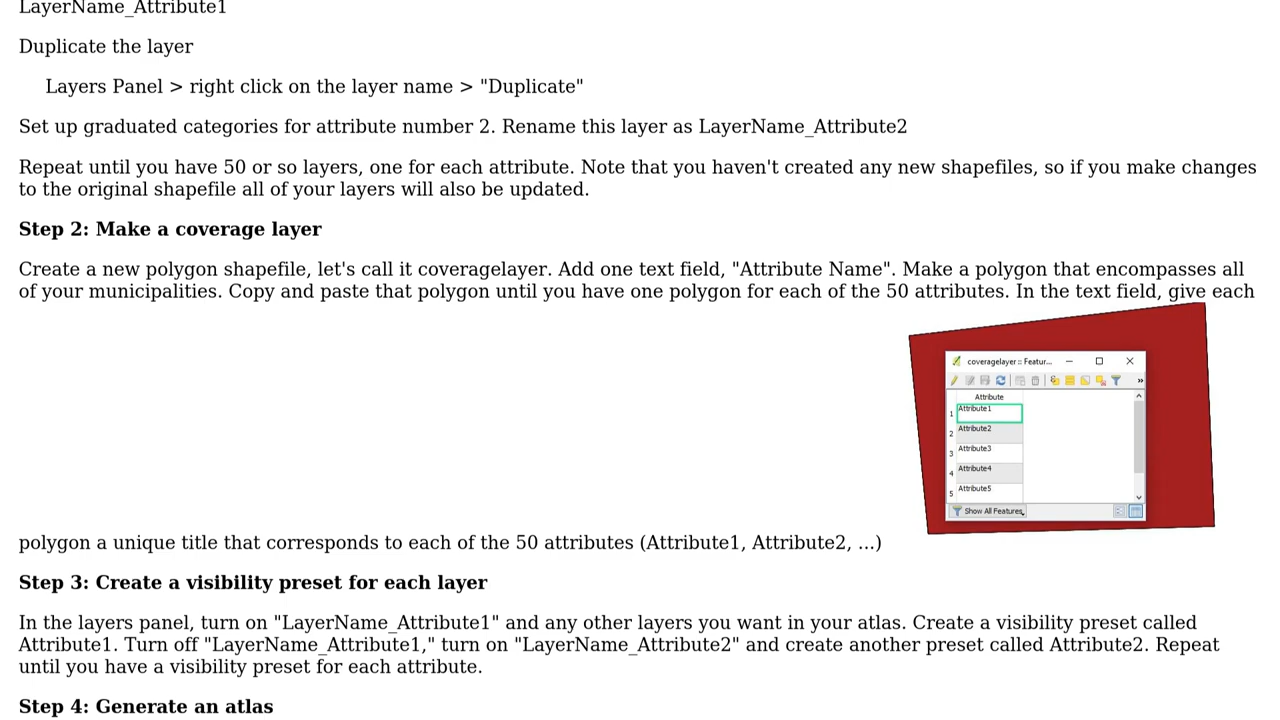 LayerName_Attribute1
Duplicate the layer
Layers Panel > right click on the layer name > "Duplicate"
Set up graduated categories for attribute number 2. Rename this layer as LayerName_Attribute2
Repeat until you have 50 or so layers, one for each attribute. Note that you haven't created any new shapefiles, so if you make changes
to the original shapefile all of your layers will also be updated.
Step 2: Make a coverage layer
Create a new polygon shapefile, let's call it coveragelayer. Add one text field, "Attribute Name". Make a polygon that encompasses all
of your municipalities. Copy and paste that polygon until you have one polygon for each of the 50 attributes. In the text field, give each
coveragelayer :: Featur...
Attribute
1 Attribute1
2 Attribute2
3 Attribute3
4 Attribute4
5 Attribute5
Show All Features
polygon a unique title that corresponds to each of the 50 attributes (Attribute1, Attribute2, ...)
Step 3: Create a visibility preset for each layer
In the layers panel, turn on "LayerName_Attribute1" and any other layers you want in your atlas. Create a visibility preset called
Attribute1. Turn off "LayerName_Attribute1," turn on "LayerName_Attribute2" and create another preset called Attribute2. Repeat
until you have a visibility preset for each attribute.
Step 4: Generate an atlas